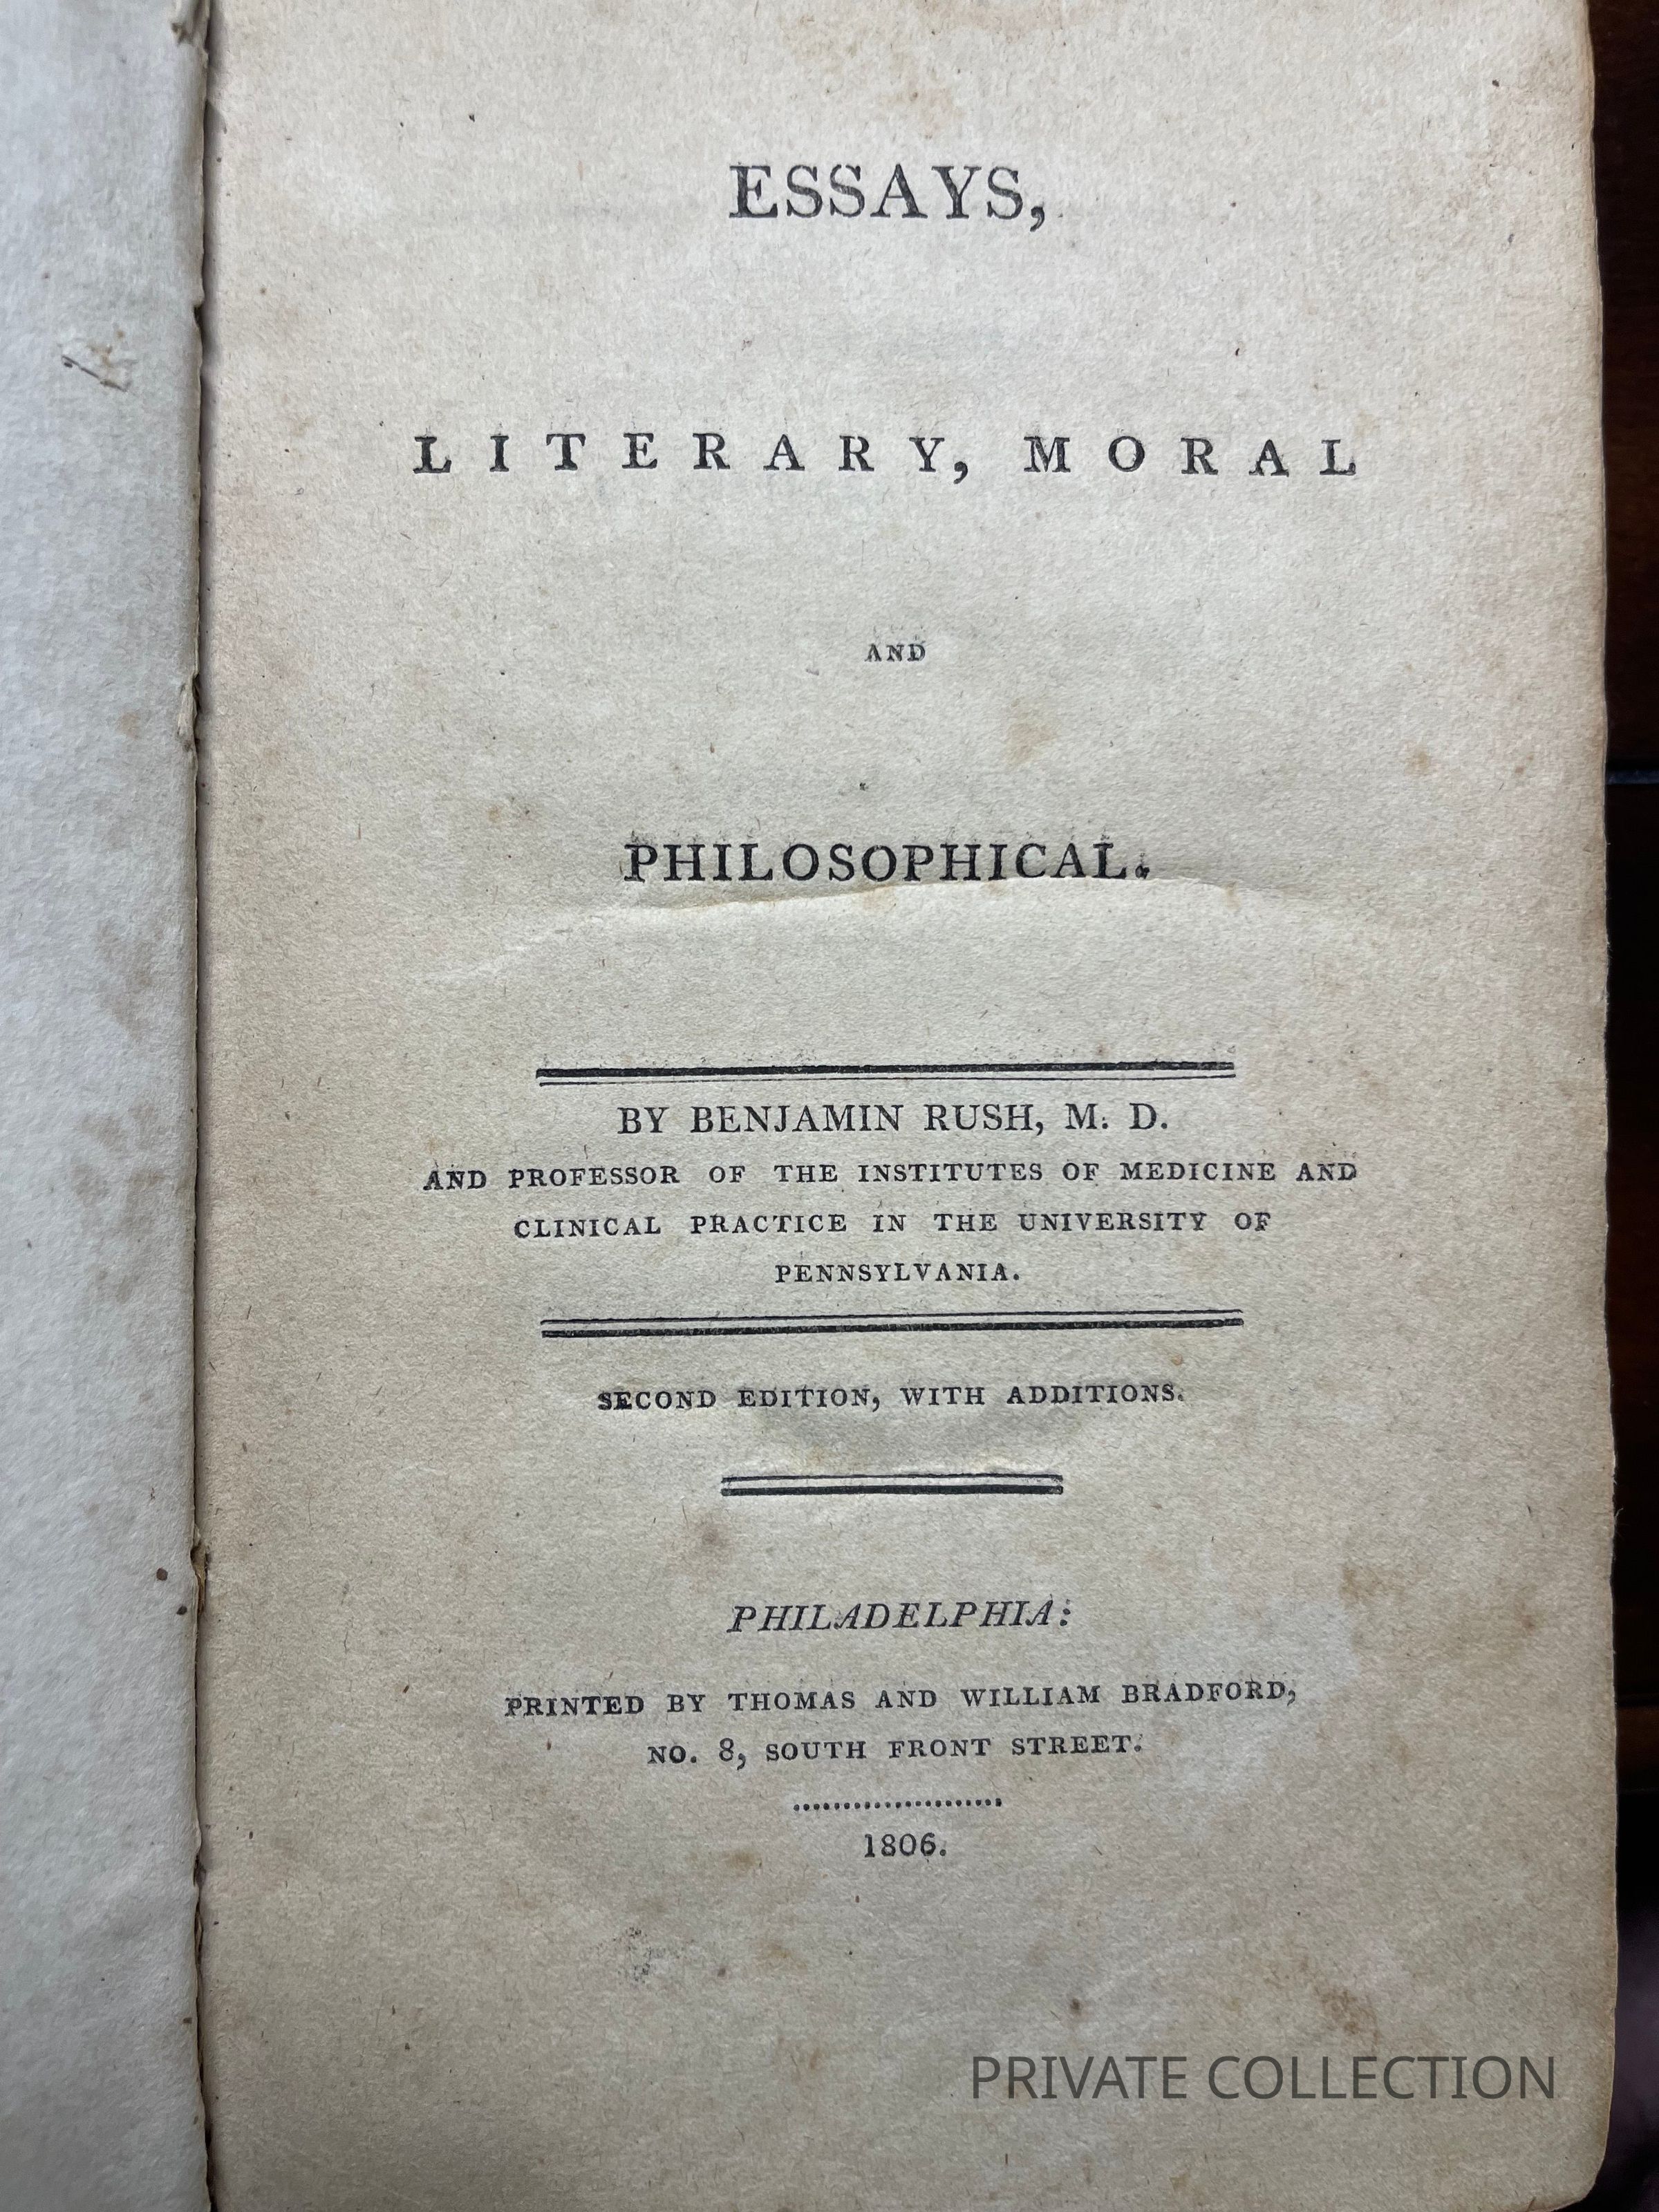 ESSAYS,
LITERARY, MORAL
AND
PHILOSOPHICAL.
BY BENJAMIN RUSH, M. D.
AND PROFESSOR OF THE INSTITUTES OF MEDICINE AND
CLINICAL PRACTICE IN THE UNIVERSITY OF
PENNSYLVANIA.
SECOND EDITION, WITH ADDITIONS.
PHILADELPHIA:
PRINTED BY THOMAS AND WILLIAM BRADFORD,
NO. 8, SOUTH FRONT STREET.
1806.
PRIVATE COLLECTION